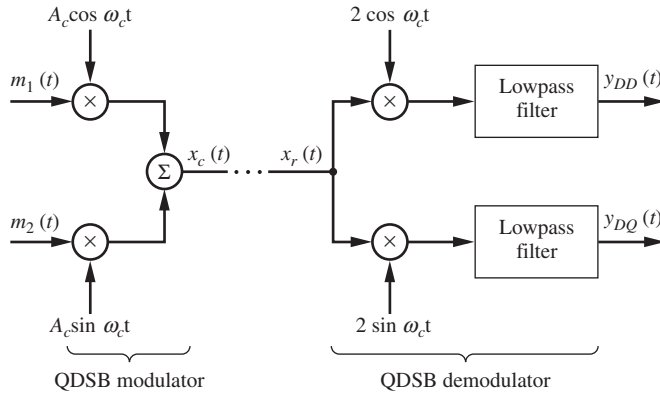 A_c cos ω_c t
2 cos ω_c t
m_1 (t)
×
×
Lowpass
filter
y_DD (t)
Σ
x_c (t)
. . .
x_r (t)
m_2 (t)
×
×
Lowpass
filter
y_DQ (t)
A_c sin ω_c t
2 sin ω_c t
QDSB modulator
QDSB demodulator